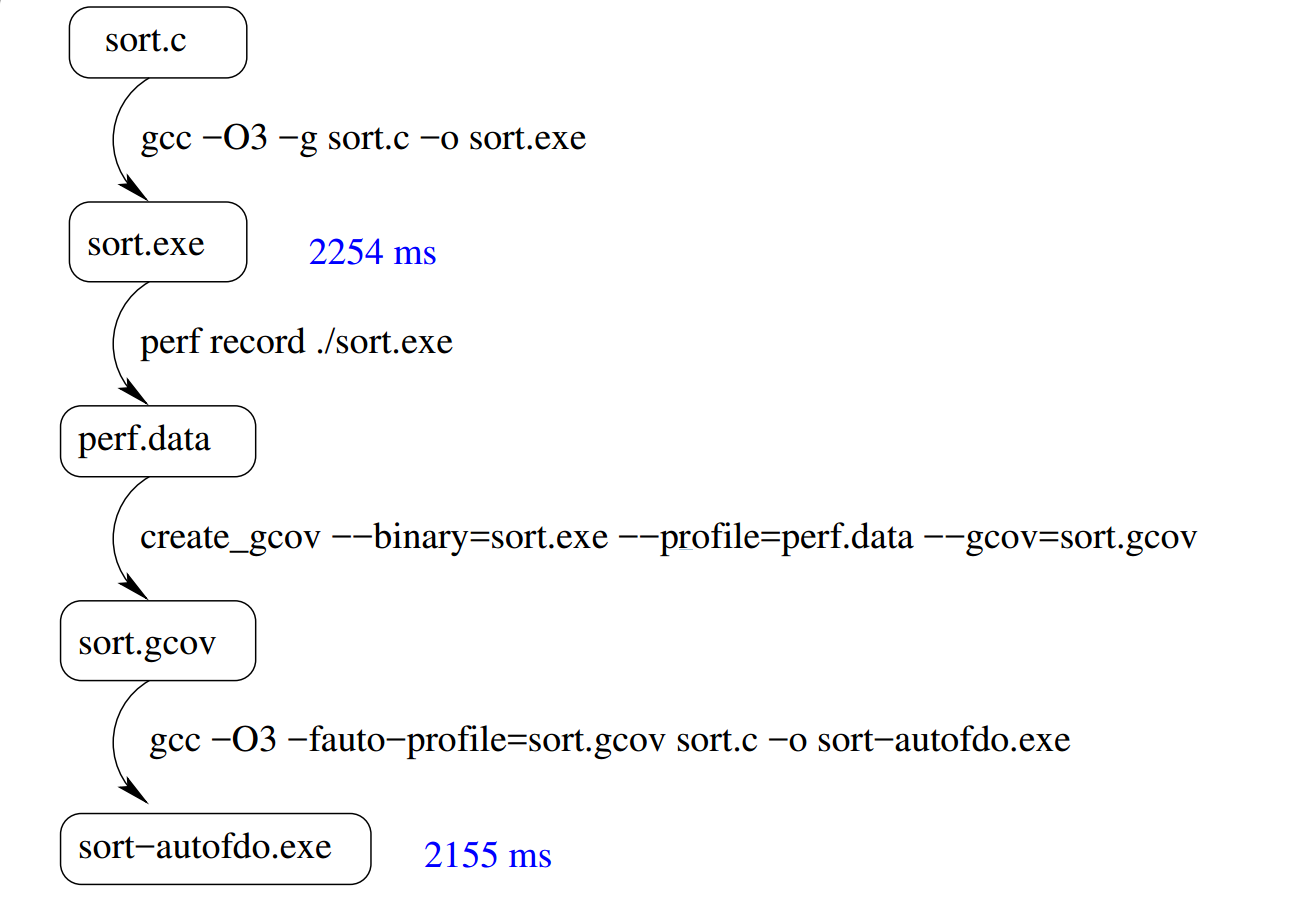 sort.c
gcc −O3 −g sort.c −o sort.exe
sort.exe
2254 ms
perf record ./sort.exe
perf.data
create_gcov −−binary=sort.exe −−profile=perf.data −−gcov=sort.gcov
sort.gcov
gcc −O3 −fauto−profile=sort.gcov sort.c −o sort−autofdo.exe
sort−autofdo.exe
2155 ms